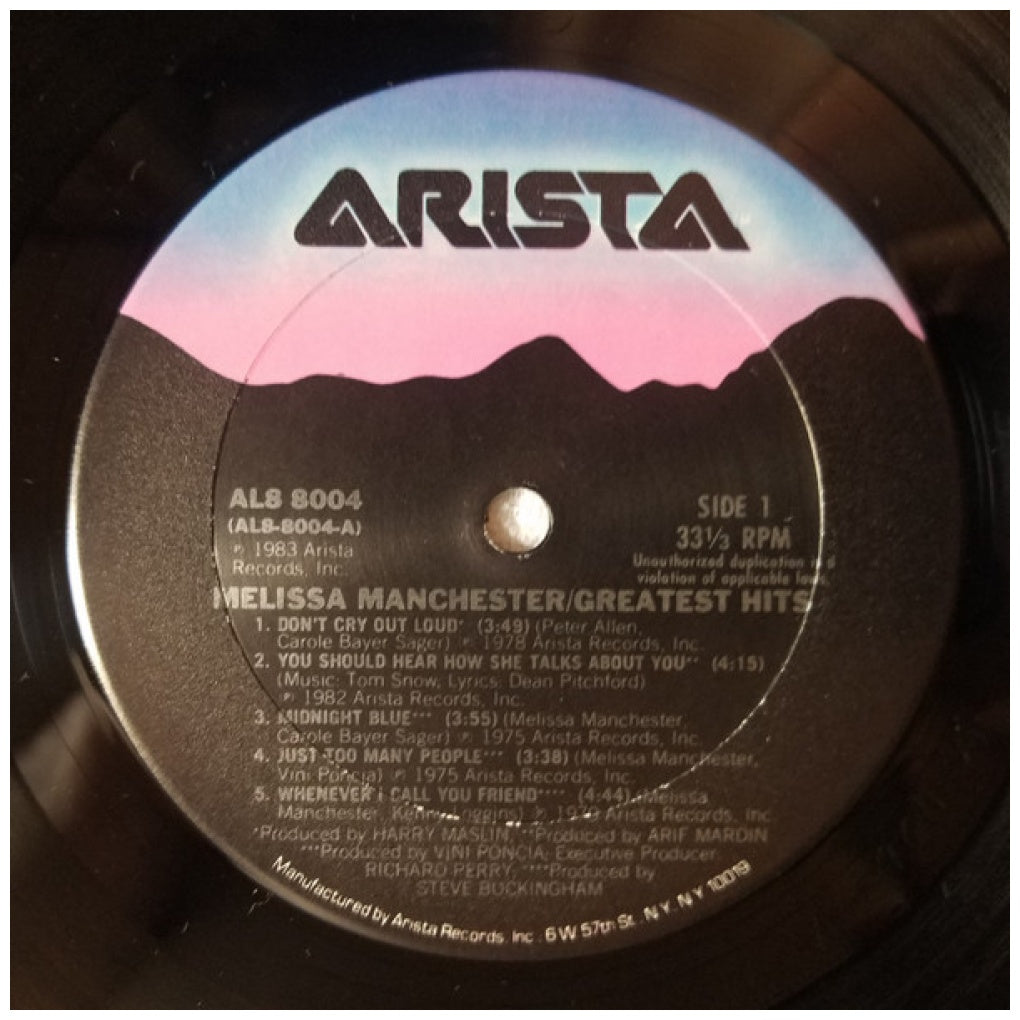 ARISTA
AL8 8004
(AL8-8004-A)
℗ 1983 Arista
Records, Inc.
SIDE 1
33⅓ RPM
Unauthorized duplication is a
violation of applicable laws.
MELISSA MANCHESTER/GREATEST HITS
1. DON'T CRY OUT LOUD* (3:49) (Peter Allen,
Carole Bayer Sager) ℗ 1978 Arista Records, Inc.
2. YOU SHOULD HEAR HOW SHE TALKS ABOUT YOU** (4:15)
(Music: Tom Snow, Lyrics: Dean Pitchford)
℗ 1982 Arista Records, Inc.
3. MIDNIGHT BLUE*** (3:55) (Melissa Manchester,
Carole Bayer Sager) ℗ 1975 Arista Records, Inc.
4. JUST TOO MANY PEOPLE*** (3:38) (Melissa Manchester,
Vini Poncia) ℗ 1975 Arista Records, Inc.
5. WHENEVER I CALL YOU FRIEND**** (4:44) (Melissa
Manchester, Kenny Loggins) ℗ Arista Records, Inc
*Produced by HARRY MASLIN, **Produced by ARIF MARDIN
***Produced by VINI PONCIA; Executive Producer
RICHARD PERRY, ****Produced by
STEVE BUCKINGHAM
Manufactured by Arista Records, Inc. 6 W 57th St. N.Y. N.Y 10019